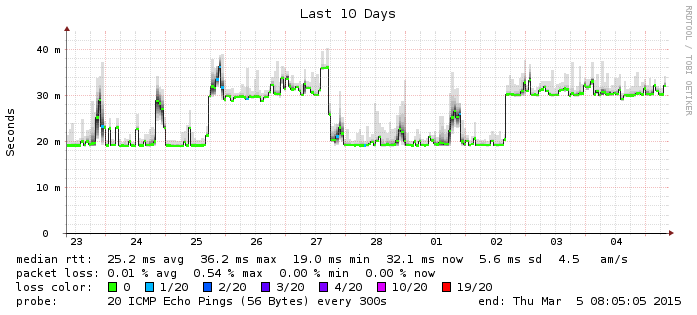 Last 10 Days
RRDTOOL / TOBI OETIKER
Seconds
40 m
30 m
20 m
10 m
0
23 24 25 26 27 28 01 02 03 04
median rtt: 25.2 ms avg 36.2 ms max 19.0 ms min 32.1 ms now 5.6 ms sd 4.5 am/s
packet loss: 0.01 % avg 0.54 % max 0.00 % min 0.00 % now
loss color: 0 1/20 2/20 3/20 4/20 10/20 19/20
probe: 20 ICMP Echo Pings (56 Bytes) every 300s end: Thu Mar 5 08:05:05 2015